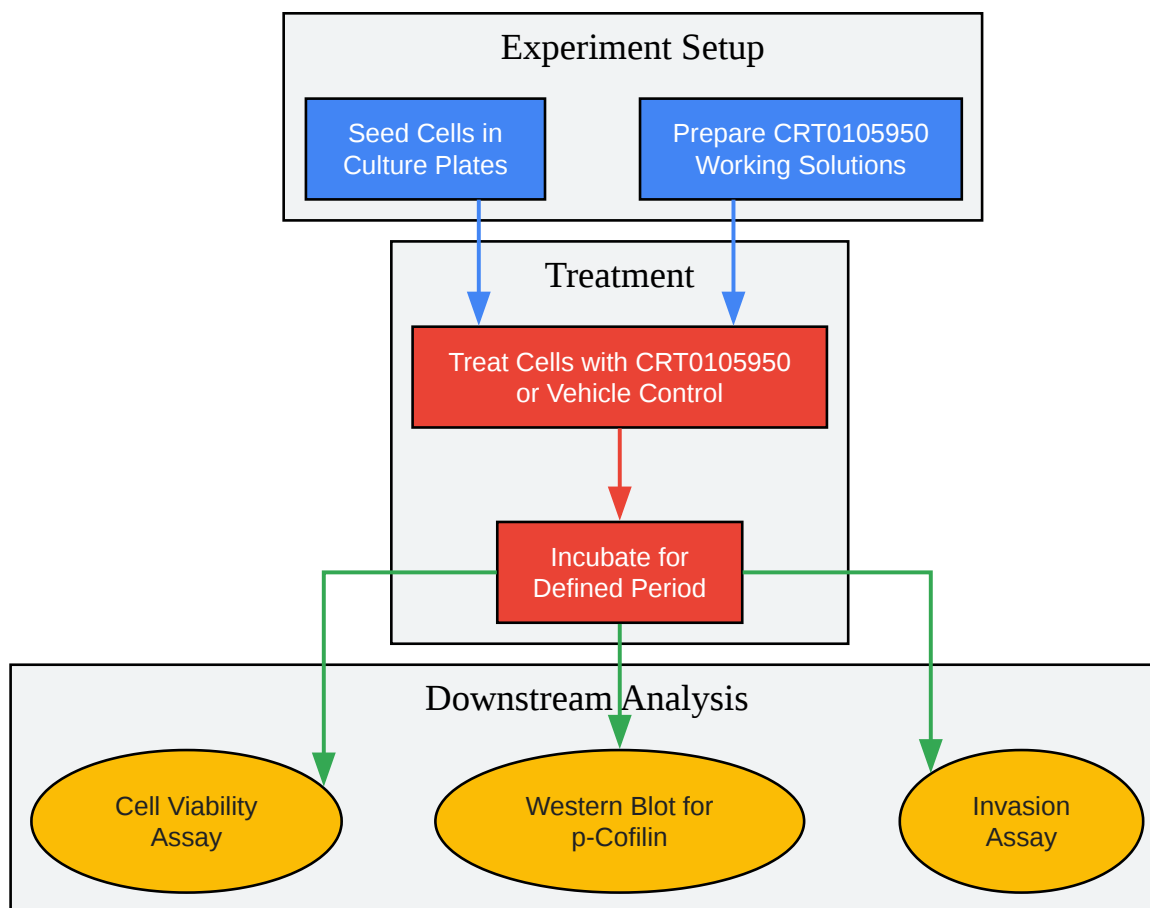 Experiment Setup
Seed Cells in
Culture Plates
Prepare CRT0105950
Working Solutions
Treatment
Treat Cells with CRT0105950
or Vehicle Control
Incubate for
Defined Period
Downstream Analysis
Cell Viability
Assay
Western Blot for
p-Cofilin
Invasion
Assay